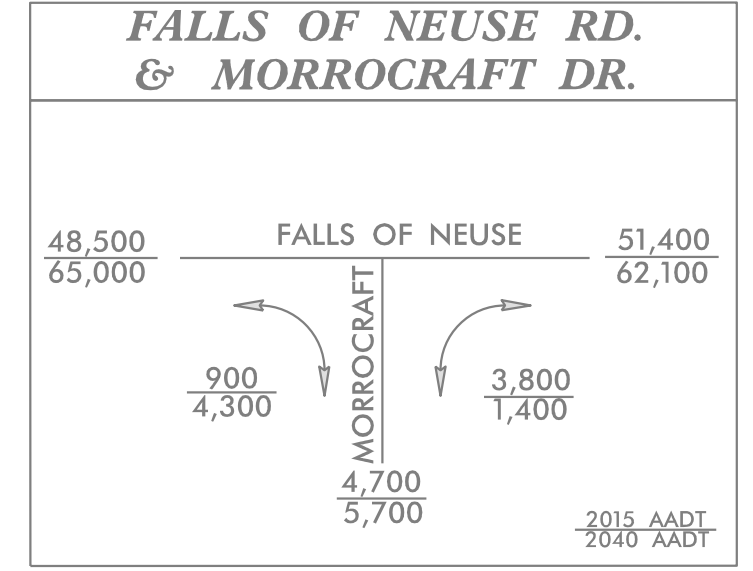 FALLS OF NEUSE RD.
& MORROCRAFT DR.
FALLS OF NEUSE
48,500
65,000
51,400
62,100
MORROCRAFT
900
4,300
3,800
1,400
4,700
5,700
2015 AADT
2040 AADT